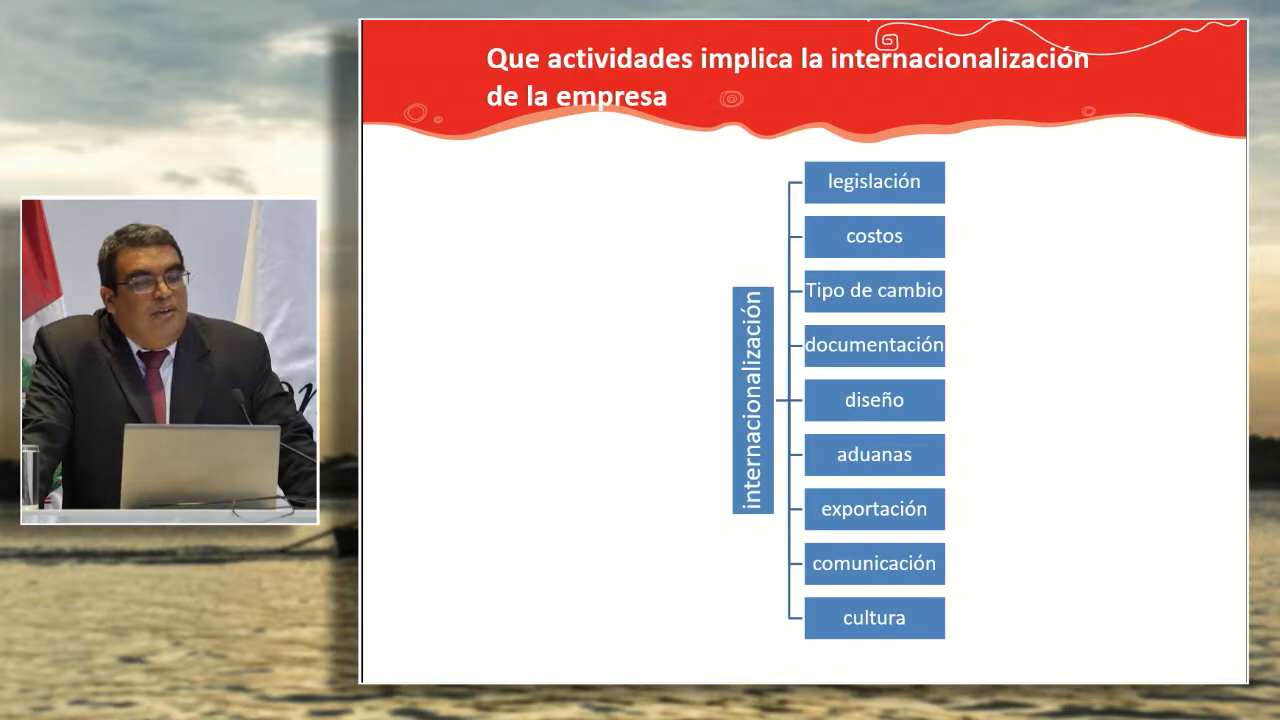 Que actividades implica la internacionalización
de la empresa
internacionalización
legislación
costos
Tipo de cambio
documentación
diseño
aduanas
exportación
comunicación
cultura